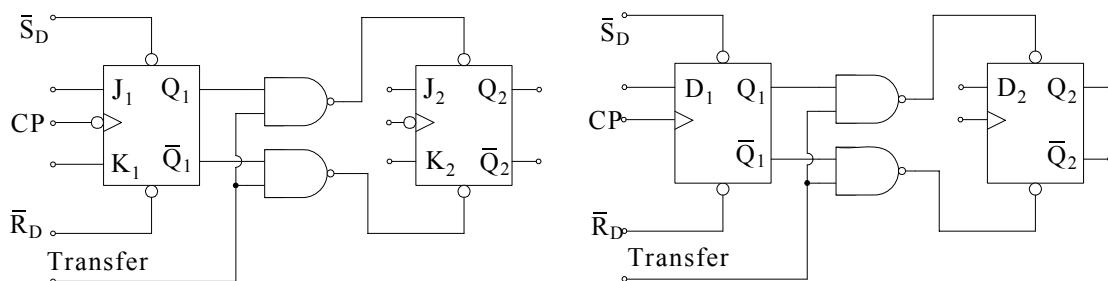 S̄D
J1 Q1
CP
K1 Q̄1
R̄D
Transfer
J2 Q2
K2 Q̄2
S̄D
D1 Q1
CP
Q̄1
R̄D
Transfer
D2 Q2
Q̄2